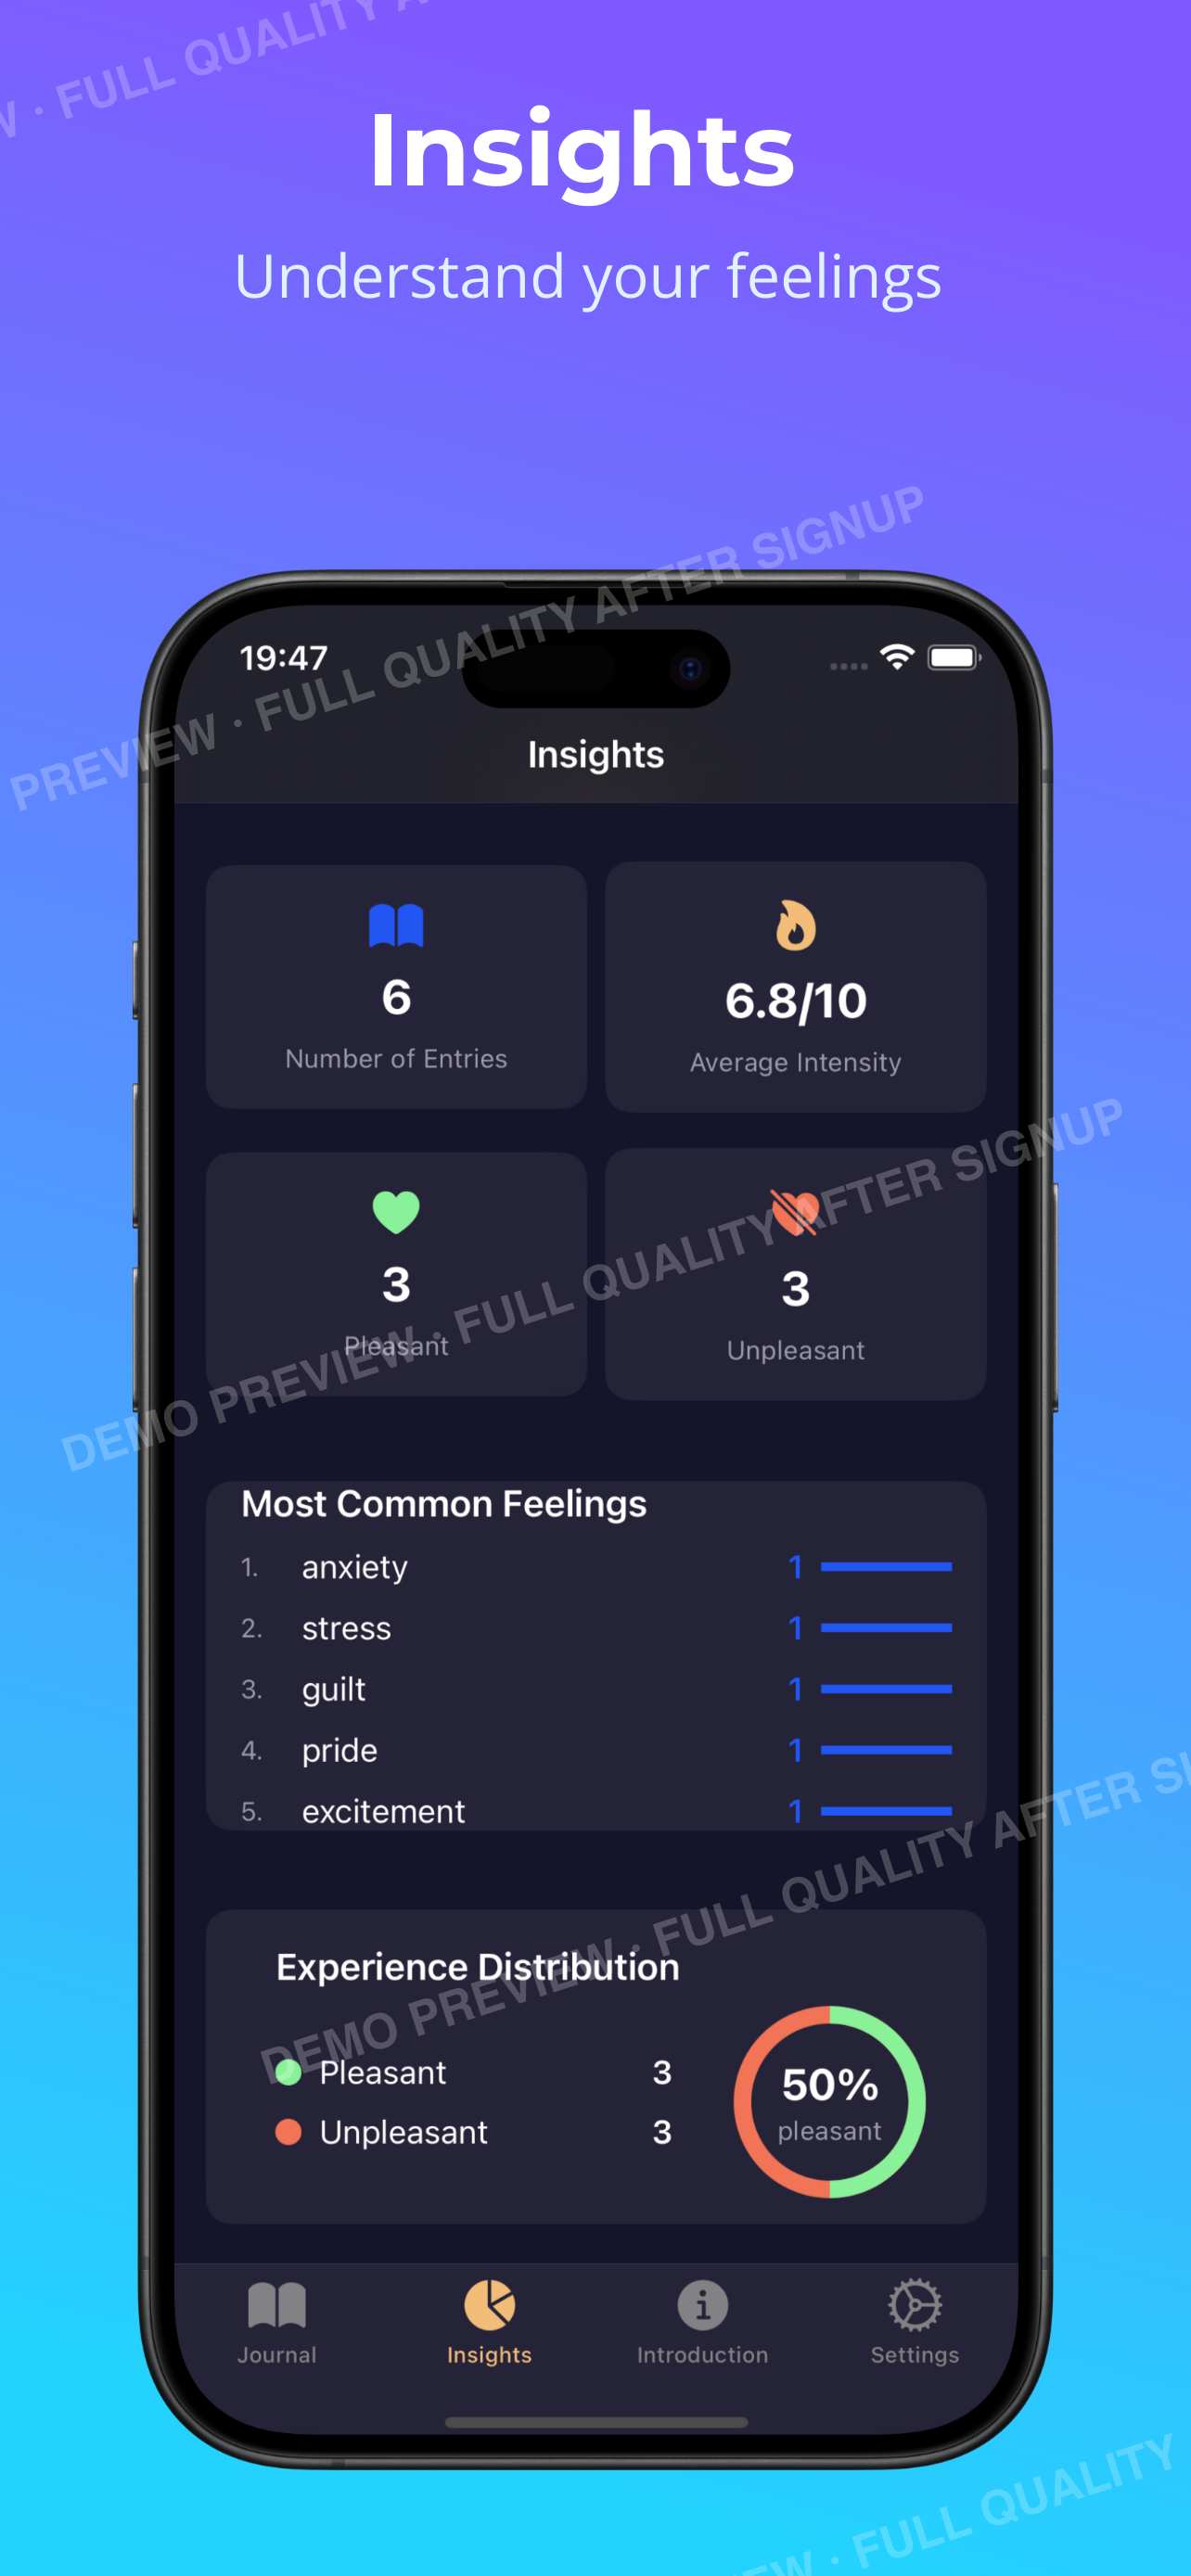 W · FULL QUALITY A
Insights
Understand your feelings
PREVIEW · FULL QUALITY AFTER SIGNUP
19:47
Insights
6
Number of Entries
6.8/10
Average Intensity
3
Pleasant
3
Unpleasant
DEMO PREVIEW · FULL QUALITY AFTER SIGNUP
Most Common Feelings
1. anxiety 1
2. stress 1
3. guilt 1
4. pride 1
5. excitement 1
DEMO PREVIEW · FULL QUALITY AFTER SI
Experience Distribution
Pleasant 3
Unpleasant 3
50%
pleasant
Journal
Insights
Introduction
Settings
EW · FULL QUALITY